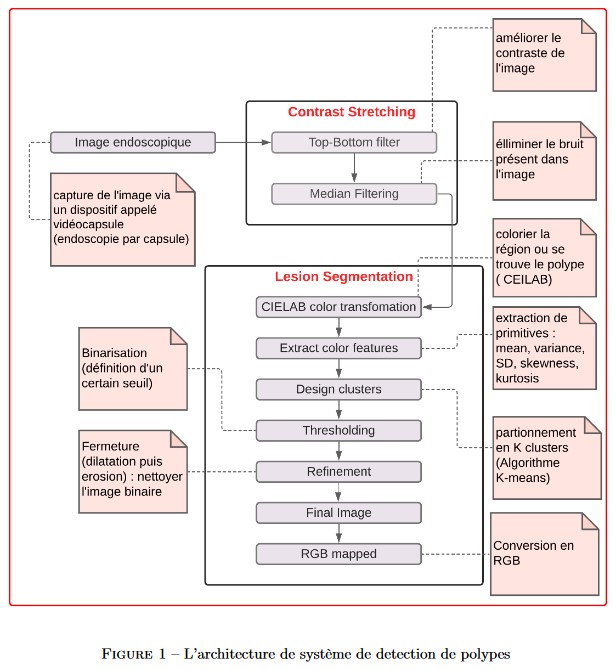 améliorer le
contraste de
l'image
Contrast Stretching
Image endoscopique
Top-Bottom filter
élliminer le bruit
présent dans
l'image
capture de l'image via
un dispositif appelé
vidéocapsule
(endoscopie par capsule)
Median Filtering
colorier la
région ou se
trouve le polype
( CEILAB)
Lesion Segmentation
CIELAB color transfomation
extraction de
primitives :
mean, variance,
SD, skewness,
kurtosis
Extract color features
Binarisation
(définition d'un
certain seuil)
Design clusters
partionnement
en K clusters
(Algorithme
K-means)
Thresholding
Fermeture
(dilatation puis
erosion) : nettoyer
l'image binaire
Refinement
Final Image
RGB mapped
Conversion en
RGB
Figure 1 – L'architecture de système de detection de polypes